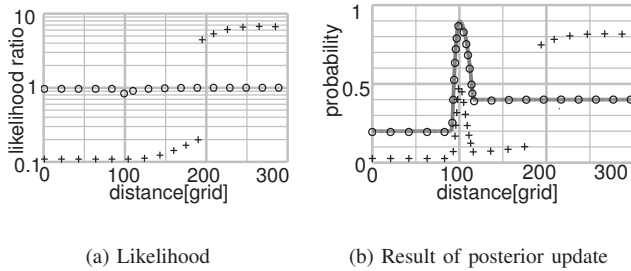 likelihood ratio
10
1
0.1
0
100
200
300
distance[grid]
probability
1
0.5
0
0
100
200
300
distance[grid]
(a) Likelihood
(b) Result of posterior update